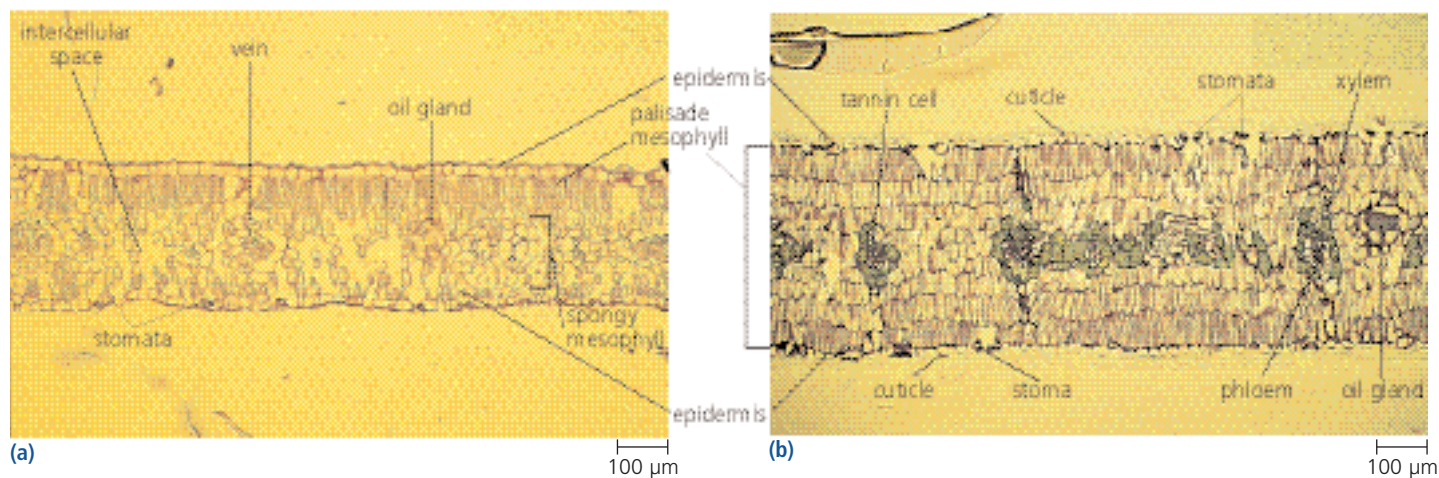 intercellular
space
vein
oil gland
epidermis
palisade
mesophyll
stomata
spongy
mesophyll
epidermis
(a)
100 μm
tannin cell
cuticle
stomata
xylem
cuticle
stoma
phloem
oil gland
(b)
100 μm